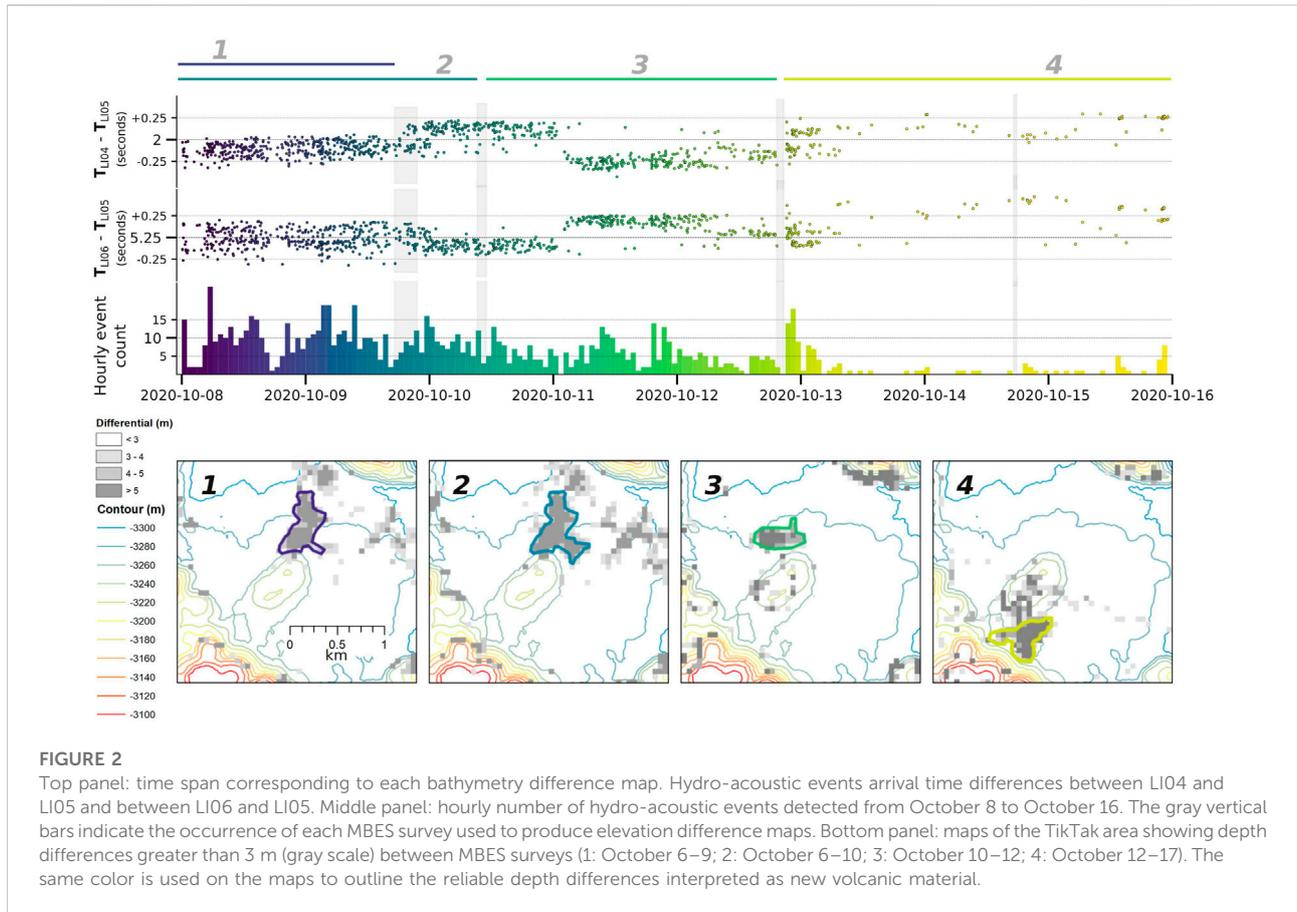 1
2
3
4
TLI04 - TLI05
(seconds)
+0.25
2
-0.25
TLI06 - TLI05
(seconds)
+0.25
5.25
-0.25
Hourly event
count
15
10
5
2020-10-08 2020-10-09 2020-10-10 2020-10-11 2020-10-12 2020-10-13 2020-10-14 2020-10-15 2020-10-16
Differential (m)
< 3
3 - 4
4 - 5
> 5
Contour (m)
-3300
-3280
-3260
-3240
-3220
-3200
-3180
-3160
-3140
-3120
-3100
1
0 0.5 1
km
2
3
4
FIGURE 2
Top panel: time span corresponding to each bathymetry difference map. Hydro-acoustic events arrival time differences between LI04 and
LI05 and between LI06 and LI05. Middle panel: hourly number of hydro-acoustic events detected from October 8 to October 16. The gray vertical
bars indicate the occurrence of each MBES survey used to produce elevation difference maps. Bottom panel: maps of the TikTak area showing depth
differences greater than 3 m (gray scale) between MBES surveys (1: October 6–9; 2: October 6–10; 3: October 10–12; 4: October 12–17). The
same color is used on the maps to outline the reliable depth differences interpreted as new volcanic material.